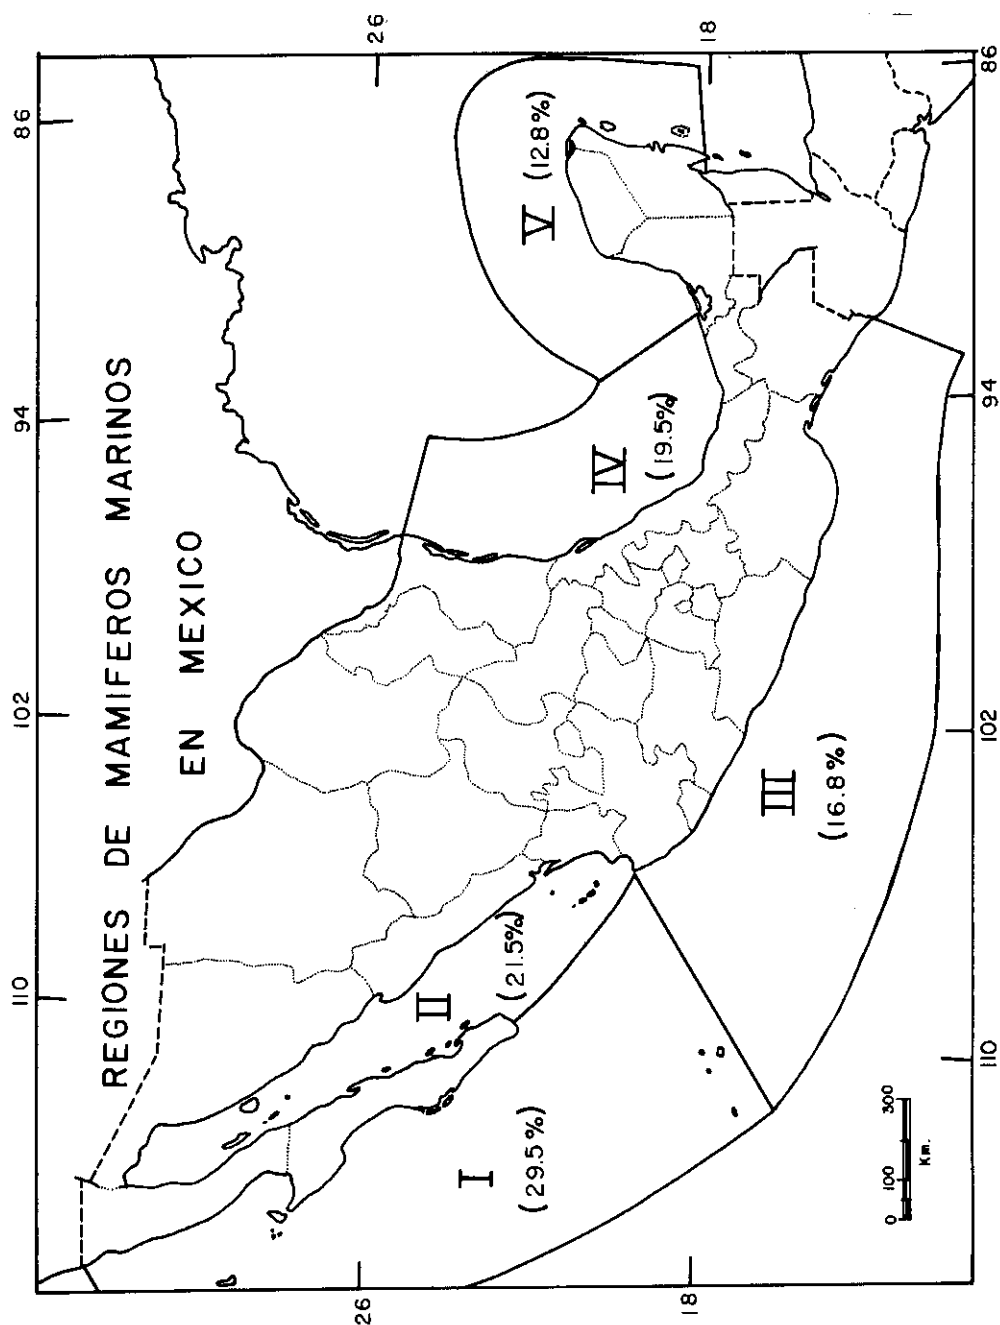 REGIONES DE MAMIFEROS MARINOS
EN MEXICO
110
102
94
86
26
26
18
18
110
102
94
86
I
(29.5%)
II
(21.5%)
III
(16.8%)
IV
(19.5%)
V
(12.8%)
0 100 300
Km.